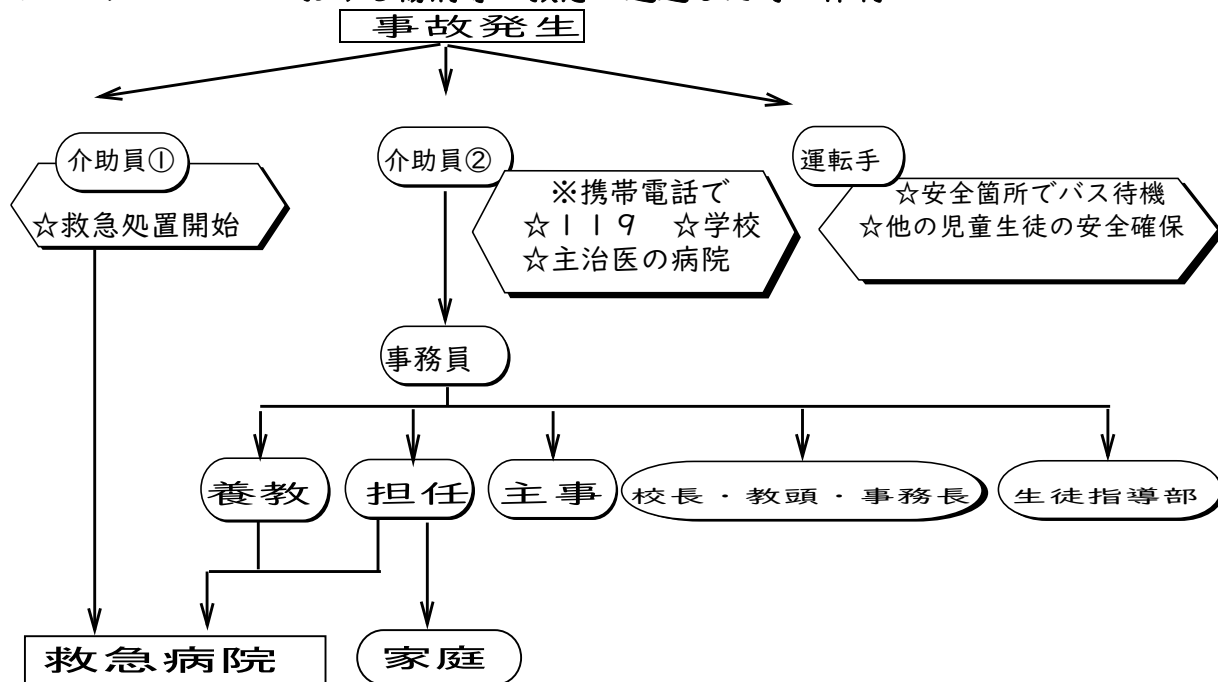 事故発生
介助員①
☆救急処置開始
介助員②
※携帯電話で
☆119 ☆学校
☆主治医の病院
運転手
☆安全箇所でバス待機
☆他の児童生徒の安全確保
事務員
養教
担任
主事
校長・教頭・事務長
生徒指導部
救急病院
家庭